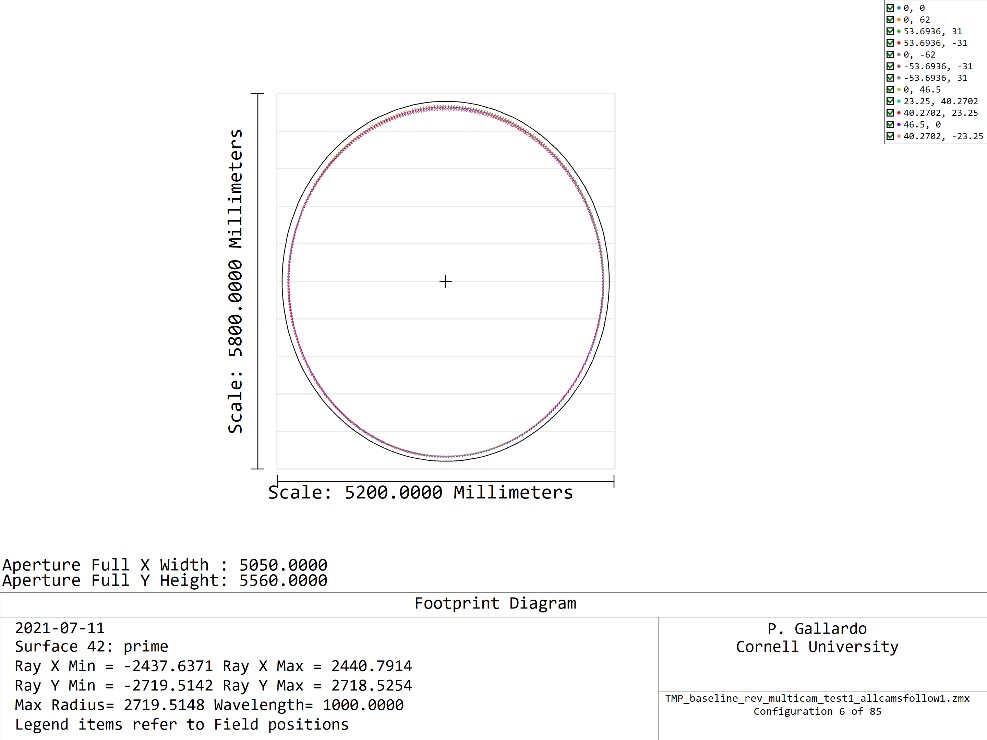 0, 0
0, 62
53.6936, 31
53.6936, -31
0, -62
-53.6936, -31
-53.6936, 31
0, 46.5
23.25, 40.2702
40.2702, 23.25
46.5, 0
40.2702, -23.25
Scale: 5800.0000 Millimeters
Scale: 5200.0000 Millimeters
Aperture Full X Width : 5050.0000
Aperture Full Y Height: 5560.0000
Footprint Diagram
2021-07-11
Surface 42: prime
Ray X Min = -2437.6371 Ray X Max = 2440.7914
Ray Y Min = -2719.5142 Ray Y Max = 2718.5254
Max Radius= 2719.5148 Wavelength= 1000.0000
Legend items refer to Field positions
P. Gallardo
Cornell University
TMP_baseline_rev_multicam_test1_allcamsfollow1.zmx
Configuration 6 of 85